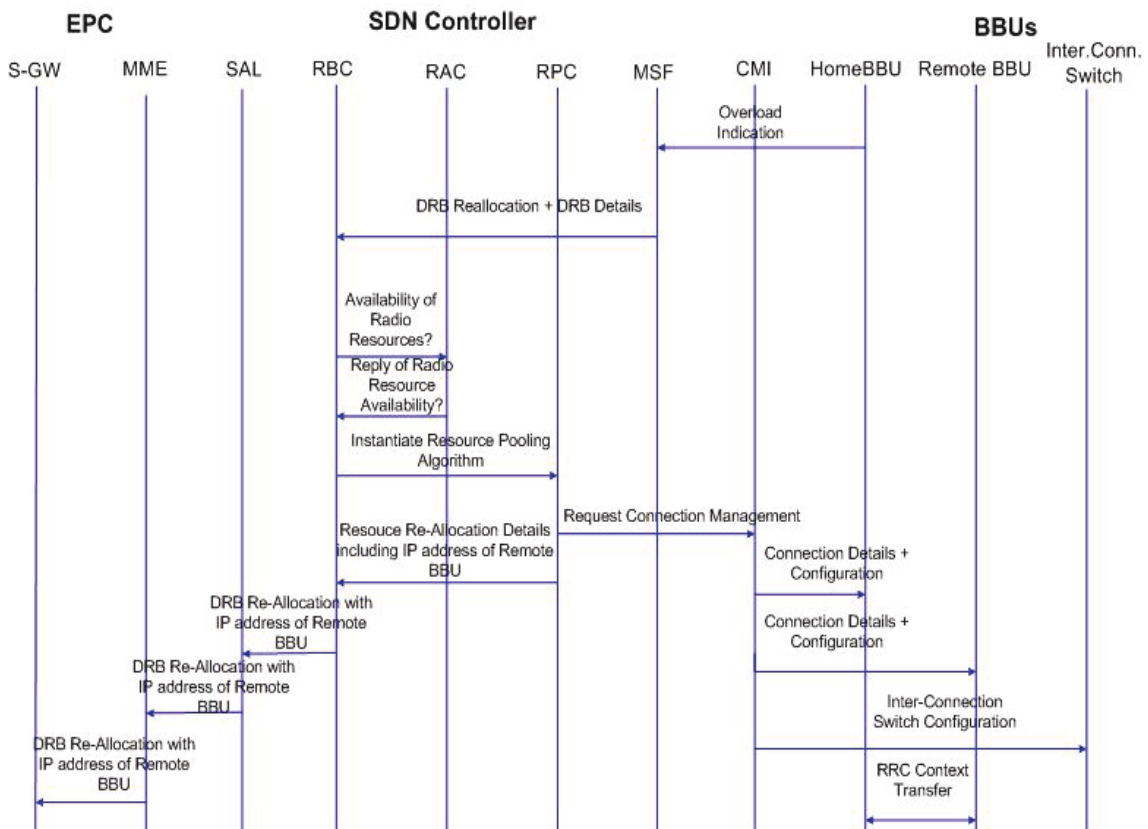 EPC
SDN Controller
BBUs
S-GW
MME
SAL
RBC
RAC
RPC
MSF
CMI
HomeBBU
Remote BBU
Inter.Conn.
Switch
Overload
Indication
DRB Reallocation + DRB Details
Availability of
Radio
Resources?
Reply of Radio
Resource
Availability?
Instantiate Resource Pooling
Algorithm
Request Connection Management
Resouce Re-Allocation Details
including IP address of Remote
BBU
Connection Details +
Configuration
DRB Re-Allocation with
IP address of Remote
BBU
Connection Details +
Configuration
DRB Re-Allocation with
IP address of Remote
BBU
Inter-Connection
Switch Configuration
DRB Re-Allocation with
IP address of Remote
BBU
RRC Context
Transfer